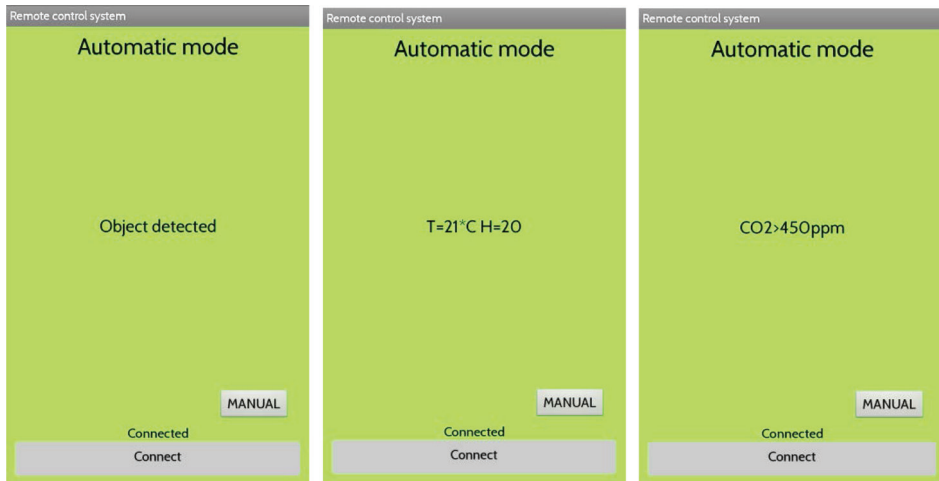 Remote control system
Automatic mode
Object detected
MANUAL
Connected
Connect
Remote control system
Automatic mode
T=21*C H=20
MANUAL
Connected
Connect
Remote control system
Automatic mode
CO2>450ppm
MANUAL
Connected
Connect